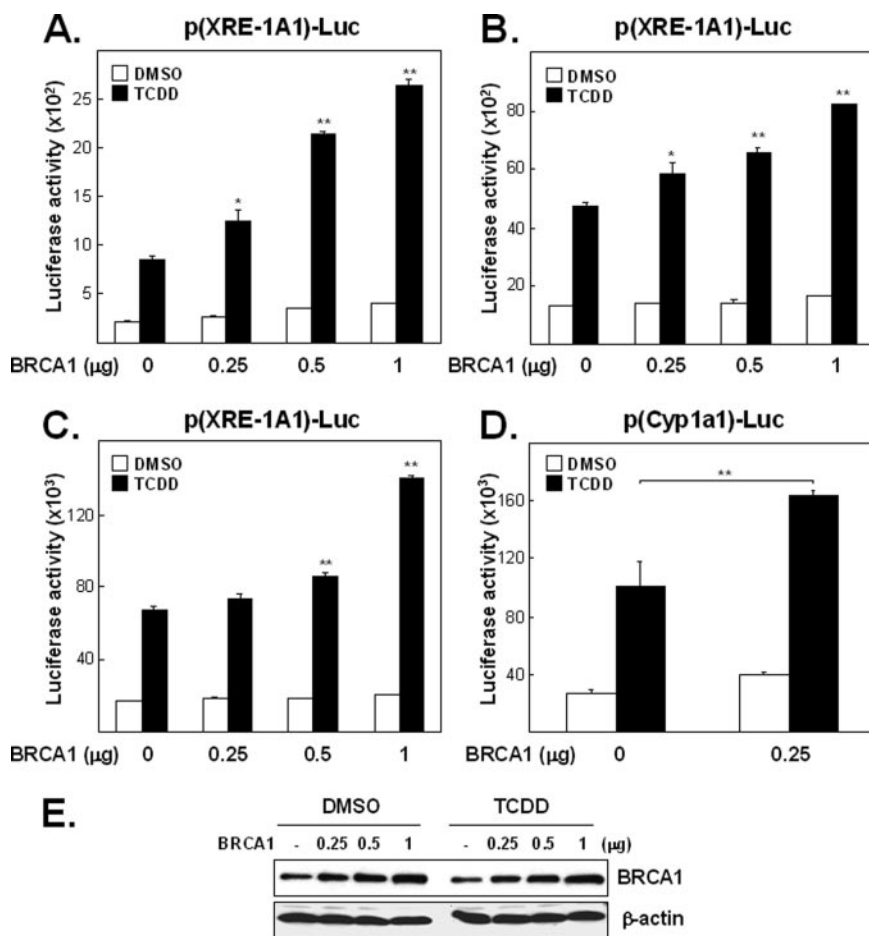 A.
p(XRE-1A1)-Luc
DMSO
TCDD
Luciferase activity (x10²)
25
20
15
10
5
*
**
**
BRCA1 (μg) 0 0.25 0.5 1
B.
p(XRE-1A1)-Luc
DMSO
TCDD
Luciferase activity (x10²)
80
60
40
20
*
**
**
BRCA1 (μg) 0 0.25 0.5 1
C.
p(XRE-1A1)-Luc
DMSO
TCDD
Luciferase activity (x10³)
120
80
40
**
**
BRCA1 (μg) 0 0.25 0.5 1
D.
p(Cyp1a1)-Luc
DMSO
TCDD
Luciferase activity (x10³)
160
120
80
40
**
BRCA1 (μg) 0 0.25
E.
DMSO TCDD
BRCA1 - 0.25 0.5 1 - 0.25 0.5 1 (μg)
BRCA1
β-actin